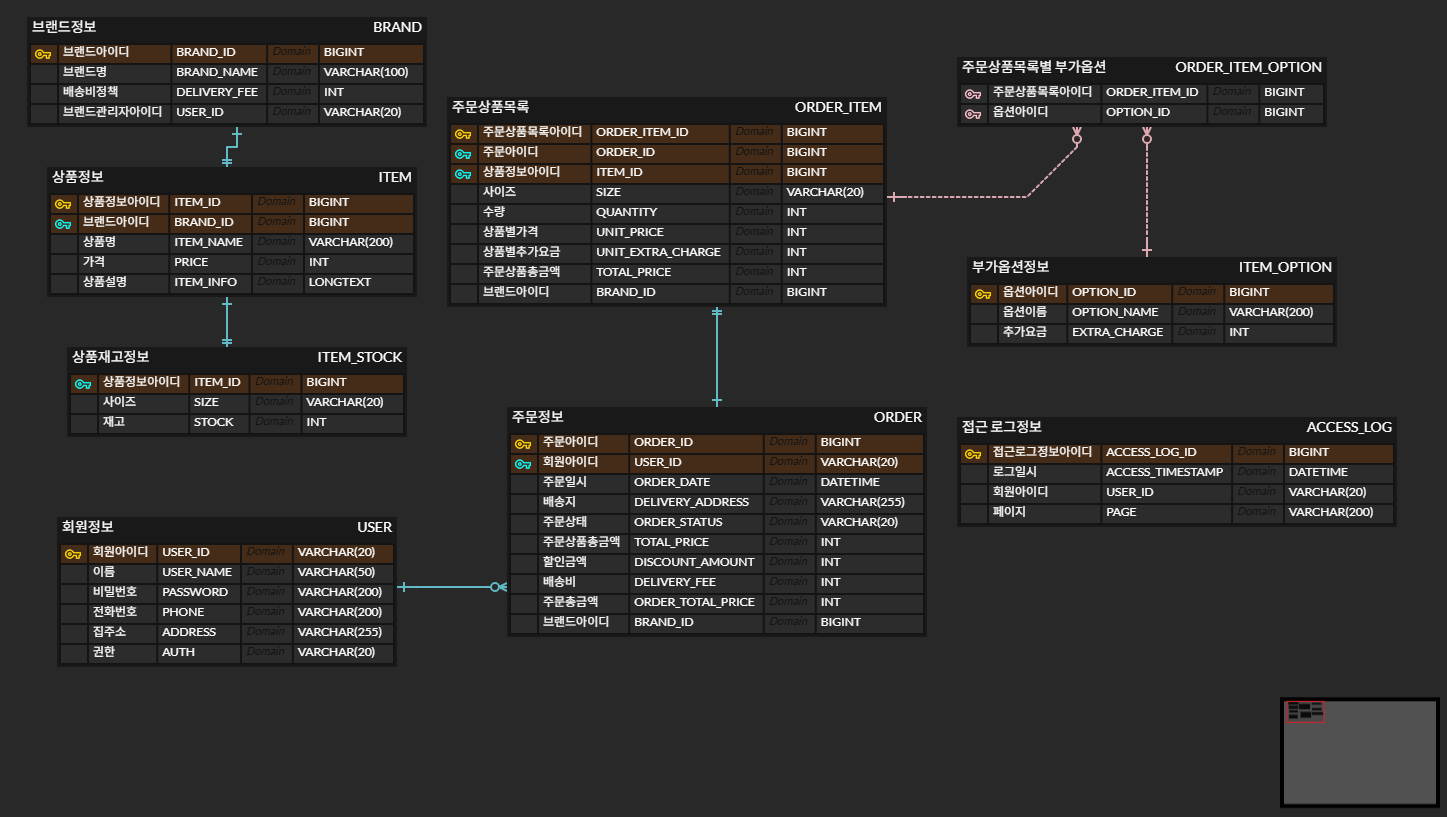 브랜드정보 BRAND
브랜드아이디 BRAND_ID Domain BIGINT
브랜드명 BRAND_NAME Domain VARCHAR(100)
배송비정책 DELIVERY_FEE Domain INT
브랜드관리자아이디 USER_ID Domain VARCHAR(20)
상품정보 ITEM
상품정보아이디 ITEM_ID Domain BIGINT
브랜드아이디 BRAND_ID Domain BIGINT
상품명 ITEM_NAME Domain VARCHAR(200)
가격 PRICE Domain INT
상품설명 ITEM_INFO Domain LONGTEXT
상품재고정보 ITEM_STOCK
상품정보아이디 ITEM_ID Domain BIGINT
사이즈 SIZE Domain VARCHAR(20)
재고 STOCK Domain INT
회원정보 USER
회원아이디 USER_ID Domain VARCHAR(20)
이름 USER_NAME Domain VARCHAR(50)
비밀번호 PASSWORD Domain VARCHAR(200)
전화번호 PHONE Domain VARCHAR(200)
집주소 ADDRESS Domain VARCHAR(255)
권한 AUTH Domain VARCHAR(20)
주문상품목록 ORDER_ITEM
주문상품목록아이디 ORDER_ITEM_ID Domain BIGINT
주문아이디 ORDER_ID Domain BIGINT
상품정보아이디 ITEM_ID Domain BIGINT
사이즈 SIZE Domain VARCHAR(20)
수량 QUANTITY Domain INT
상품별가격 UNIT_PRICE Domain INT
상품별추가요금 UNIT_EXTRA_CHARGE Domain INT
주문상품총금액 TOTAL_PRICE Domain INT
브랜드아이디 BRAND_ID Domain BIGINT
주문정보 ORDER
주문아이디 ORDER_ID Domain BIGINT
회원아이디 USER_ID Domain VARCHAR(20)
주문일시 ORDER_DATE Domain DATETIME
배송지 DELIVERY_ADDRESS Domain VARCHAR(255)
주문상태 ORDER_STATUS Domain VARCHAR(20)
주문상품총금액 TOTAL_PRICE Domain INT
할인금액 DISCOUNT_AMOUNT Domain INT
배송비 DELIVERY_FEE Domain INT
주문총금액 ORDER_TOTAL_PRICE Domain INT
브랜드아이디 BRAND_ID Domain BIGINT
주문상품목록별 부가옵션 ORDER_ITEM_OPTION
주문상품목록아이디 ORDER_ITEM_ID Domain BIGINT
옵션아이디 OPTION_ID Domain BIGINT
부가옵션정보 ITEM_OPTION
옵션아이디 OPTION_ID Domain BIGINT
옵션이름 OPTION_NAME Domain VARCHAR(200)
추가요금 EXTRA_CHARGE Domain INT
접근 로그정보 ACCESS_LOG
접근로그정보아이디 ACCESS_LOG_ID Domain BIGINT
로그일시 ACCESS_TIMESTAMP Domain DATETIME
회원아이디 USER_ID Domain VARCHAR(20)
페이지 PAGE Domain VARCHAR(200)